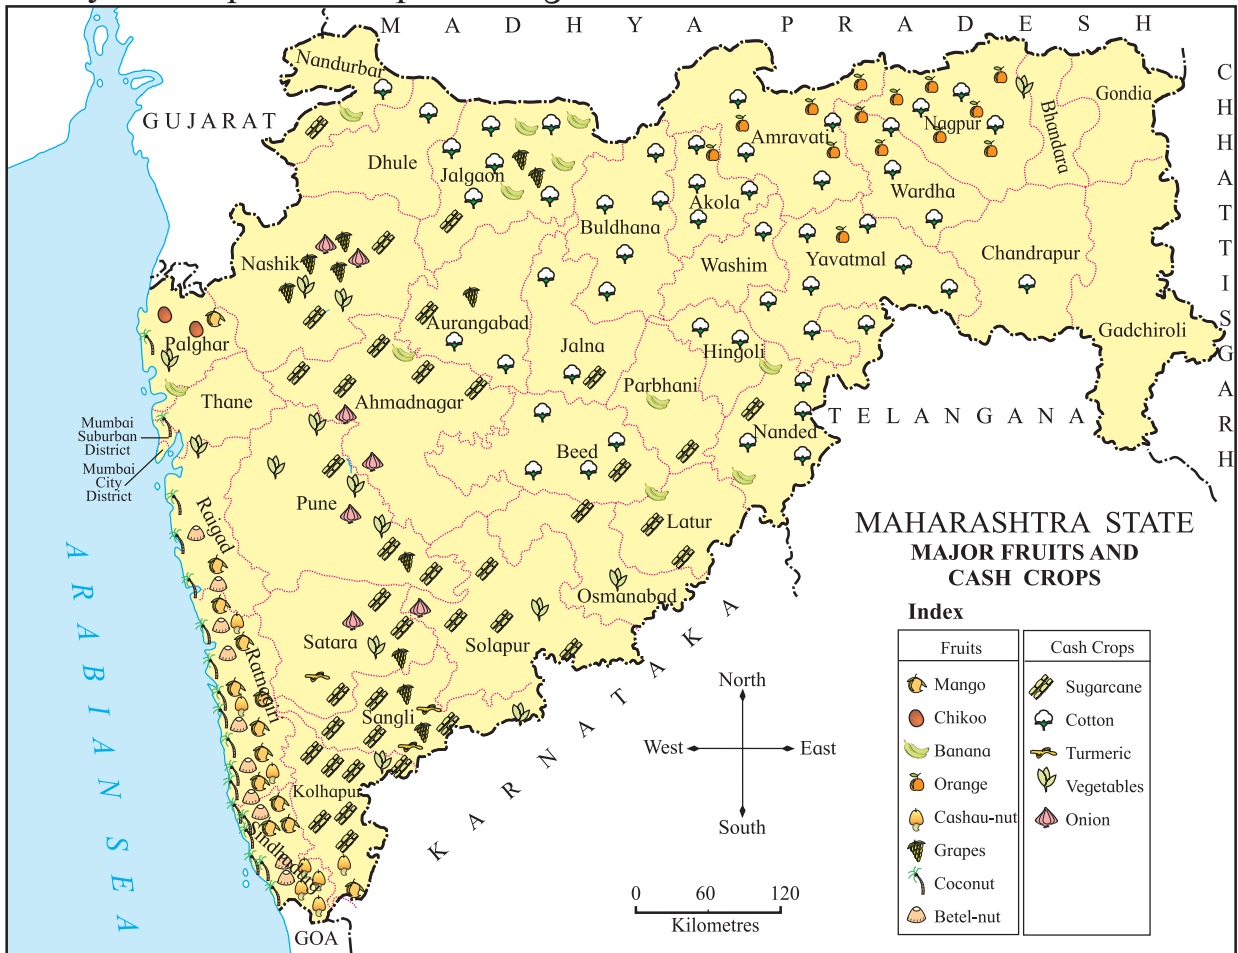 M A D H Y A P R A D E S H
Nandurbar
GUJARAT
Dhule
Jalgaon
Buldhana
Akola
Amravati
Nagpur
Wardha
Bhandara
Gondia
CHHATTISGARH
Nashik
Aurangabad
Jalna
Washim
Yavatmal
Chandrapur
Gadchiroli
Hingoli
Parbhani
Palghar
Thane
Ahmadnagar
Mumbai
Suburban
District
Mumbai
City
District
Beed
Nanded
TELANGANA
Pune
Raigad
Latur
Osmanabad
Satara
Solapur
Ratnagiri
Sangli
Kolhapur
Sindhudurg
GOA
KARNATAKA
ARABIAN SEA
MAHARASHTRA STATE
MAJOR FRUITS AND
CASH CROPS
North
West
East
South
0 60 120
Kilometres
Index
Fruits
Mango
Chikoo
Banana
Orange
Cashau-nut
Grapes
Coconut
Betel-nut
Cash Crops
Sugarcane
Cotton
Turmeric
Vegetables
Onion